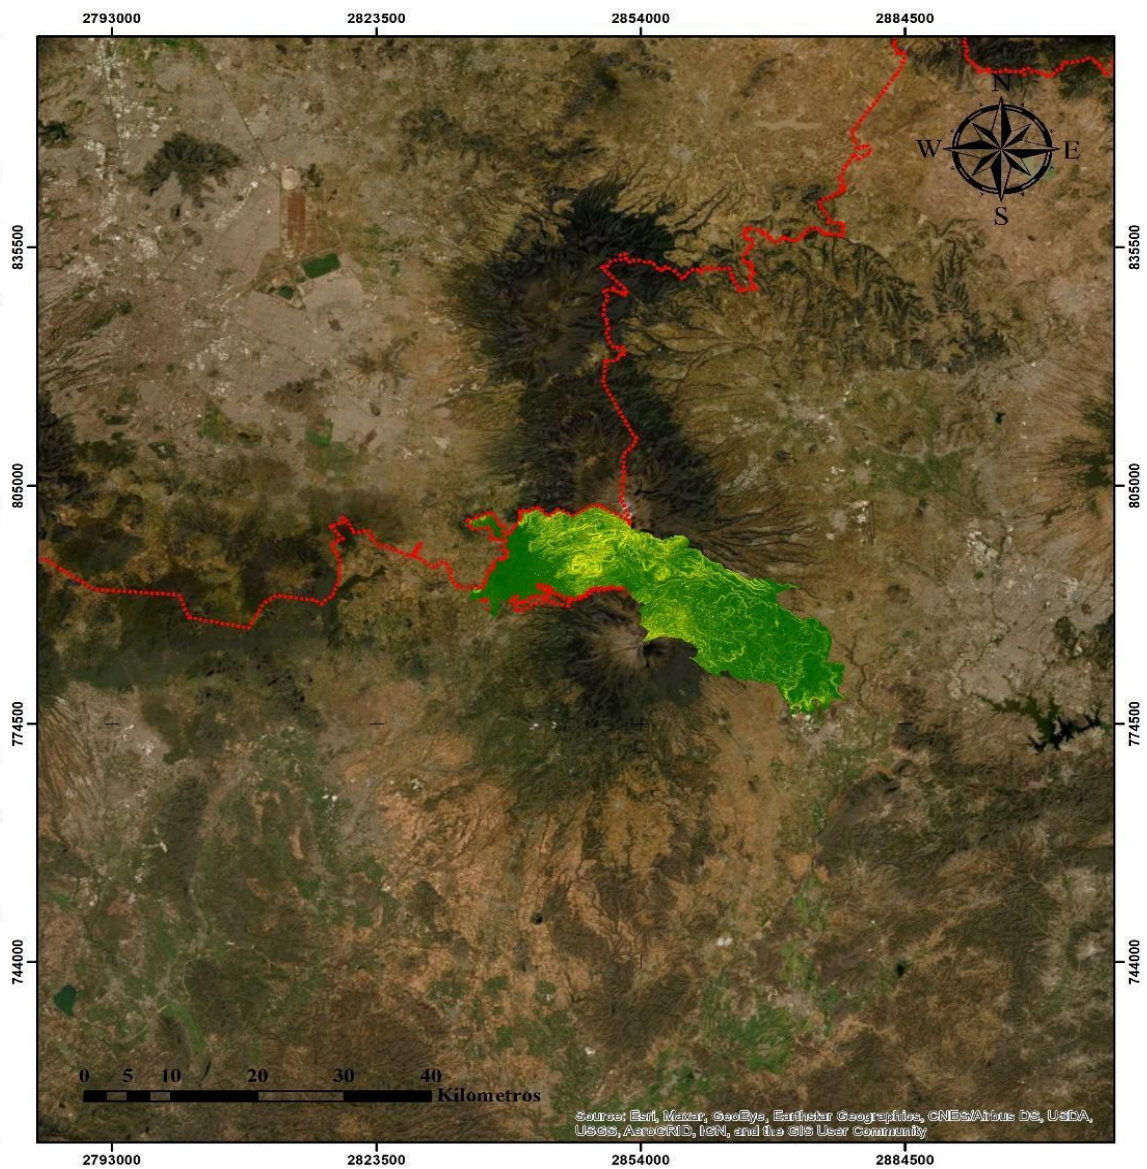 2793000 2823500 2854000 2884500
N
W E
S
835500 835500
805000 805000
774500 774500
744000 744000
0 5 10 20 30 40
Kilometros
Source: Esri, Maxar, GeoEye, Earthstar Geographics, CNES/Airbus DS, USDA,
USGS, AeroGRID, IGN, and the GIS User Community
2793000 2823500 2854000 2884500